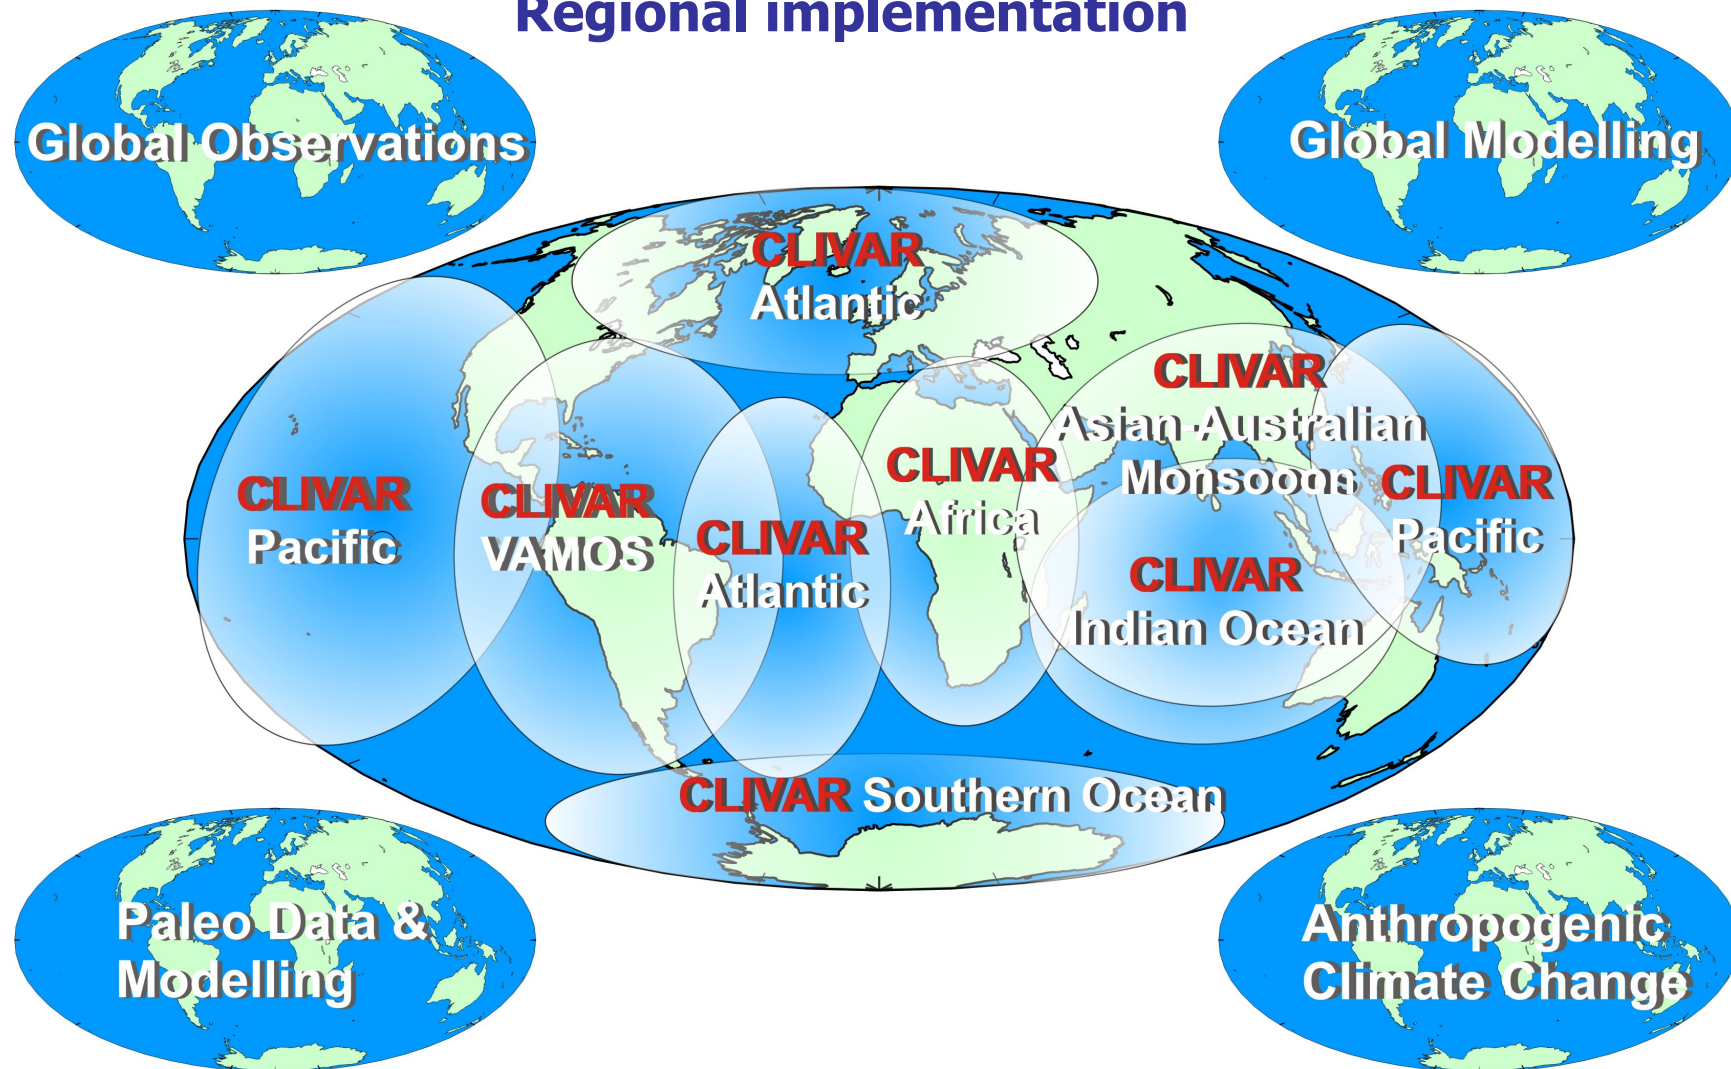 Regional implementation
Global Observations
Global Modelling
CLIVAR
Atlantic
CLIVAR
Pacific
CLIVAR
VAMOS
CLIVAR
Atlantic
CLIVAR
Africa
CLIVAR
Asian-Australian
Monsooons
CLIVAR
Pacific
CLIVAR
Indian Ocean
CLIVAR Southern Ocean
Paleo Data &
Modelling
Anthropogenic
Climate Change